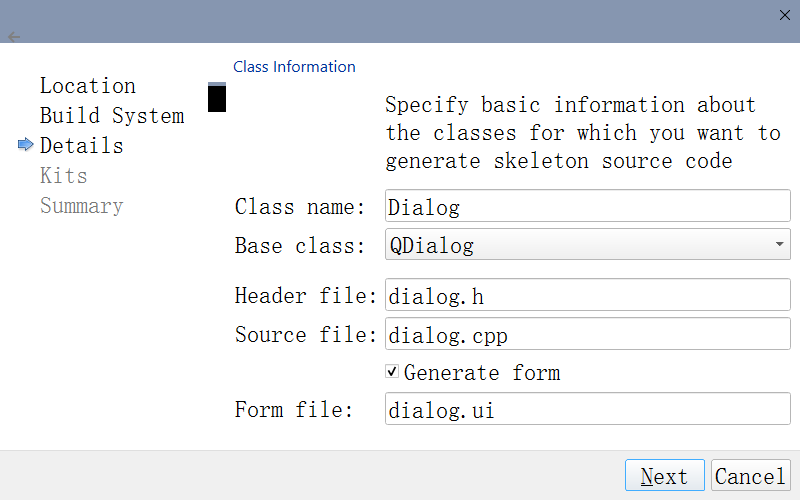 Class Information
Location
Build System
Details
Kits
Summary
Specify basic information about
the classes for which you want to
generate skeleton source code
Class name: Dialog
Base class: QDialog
Header file: dialog.h
Source file: dialog.cpp
Generate form
Form file: dialog.ui
Next Cancel